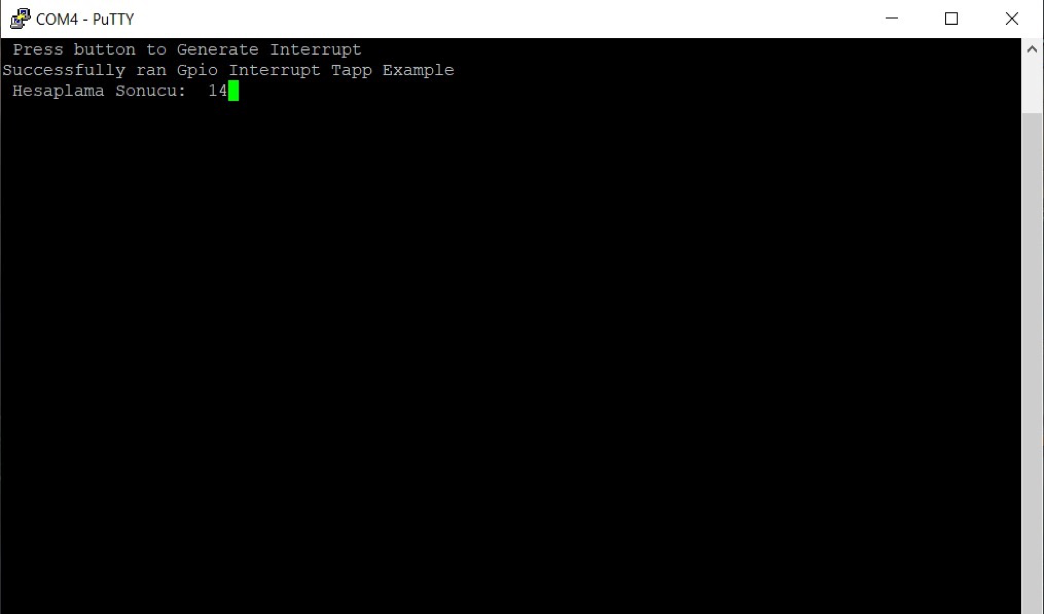 COM4 - PuTTY
Press button to Generate Interrupt
Successfully ran Gpio Interrupt Tapp Example
Hesaplama Sonucu:  14